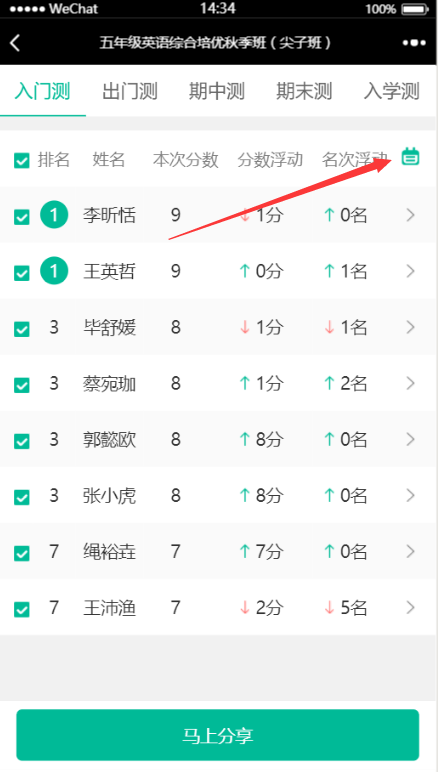 WeChat 14:34 100%
五年级英语综合培优秋季班（尖子班）
入门测 出门测 期中测 期末测 入学测
排名 姓名 本次分数 分数浮动 名次浮动
1 李昕恬 9 ↓1分 ↑0名
1 王英哲 9 ↑0分 ↑1名
3 毕舒媛 8 ↓1分 ↓1名
3 蔡宛珈 8 ↑1分 ↑2名
3 郭懿欧 8 ↑8分 ↑0名
3 张小虎 8 ↑8分 ↑0名
7 绳裕垚 7 ↑7分 ↑0名
7 王沛渔 7 ↓2分 ↓5名
马上分享